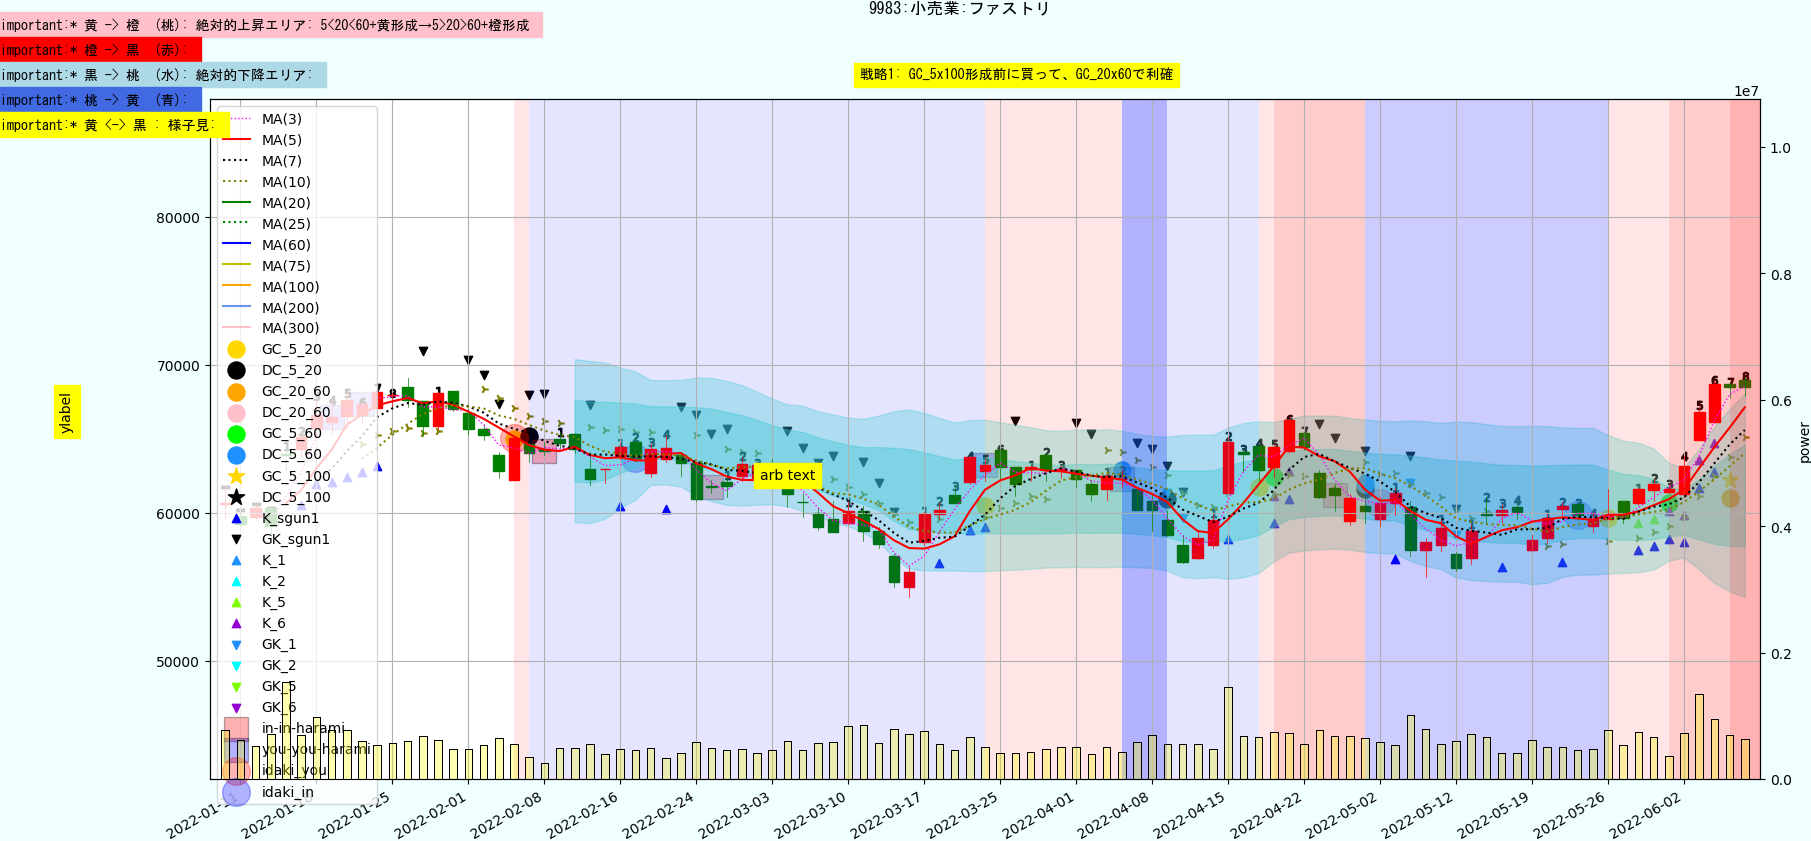 9983:小売業:ファストリ
important:* 黄 -> 橙 （桃）: 絶対的上昇エリア: 5<20<60+黄形成→5>20>60+橙形成
important:* 橙 -> 黒 （赤）:
important:* 黒 -> 桃 （水）: 絶対的下降エリア:
important:* 桃 -> 黄 （青）:
important:* 黄 <-> 黒 : 様子見:
戦略1: GC_5x100形成前に買って、GC_20x60で利確
1e7
MA(3)
MA(5)
MA(7)
MA(10)
MA(20)
MA(25)
MA(60)
MA(75)
MA(100)
MA(200)
MA(300)
GC_5_20
DC_5_20
GC_20_60
DC_20_60
GC_5_60
DC_5_60
GC_5_100
DC_5_100
K_sgun1
GK_sgun1
K_1
K_2
K_5
K_6
GK_1
GK_2
GK_5
GK_6
in-in-harami
you-you-harami
idaki_you
idaki_in
80000
70000
60000
50000
ylabel
arb text
1.0
0.8
0.6
0.4
0.2
0.0
power
2022-01-25
2022-02-01
2022-02-08
2022-02-16
2022-02-24
2022-03-03
2022-03-10
2022-03-17
2022-03-25
2022-04-01
2022-04-08
2022-04-15
2022-04-22
2022-05-02
2022-05-12
2022-05-19
2022-05-26
2022-06-02